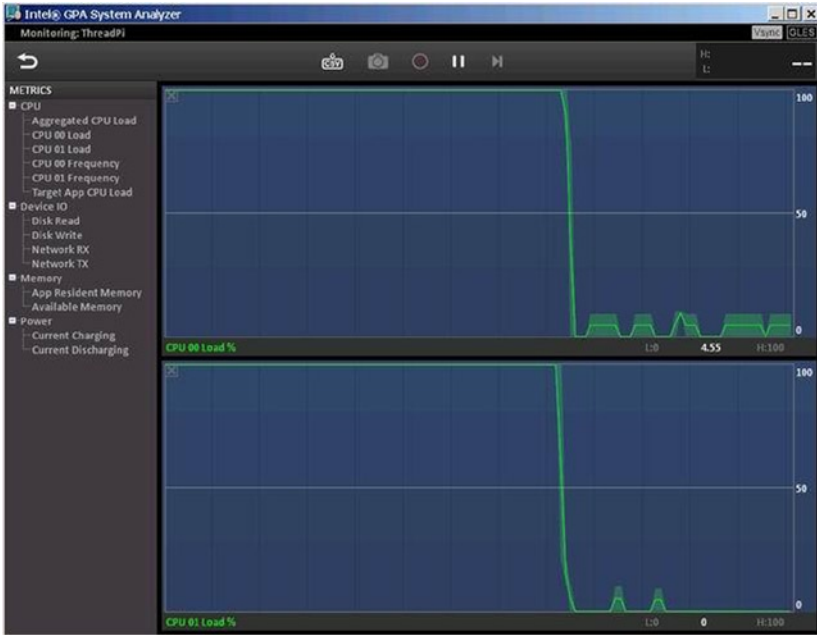 Intel® GPA System Analyzer
Monitoring: ThreadPi
Vsync GLES
CSV
H:
L:
--
METRICS
CPU
Aggregated CPU Load
CPU 00 Load
CPU 01 Load
CPU 00 Frequency
CPU 01 Frequency
Target App CPU Load
Device IO
Disk Read
Disk Write
Network RX
Network TX
Memory
App Resident Memory
Available Memory
Power
Current Charging
Current Discharging
100
50
0
CPU 00 Load % L:0 4.55 H:100
100
50
0
CPU 01 Load % L:0 0 H:100